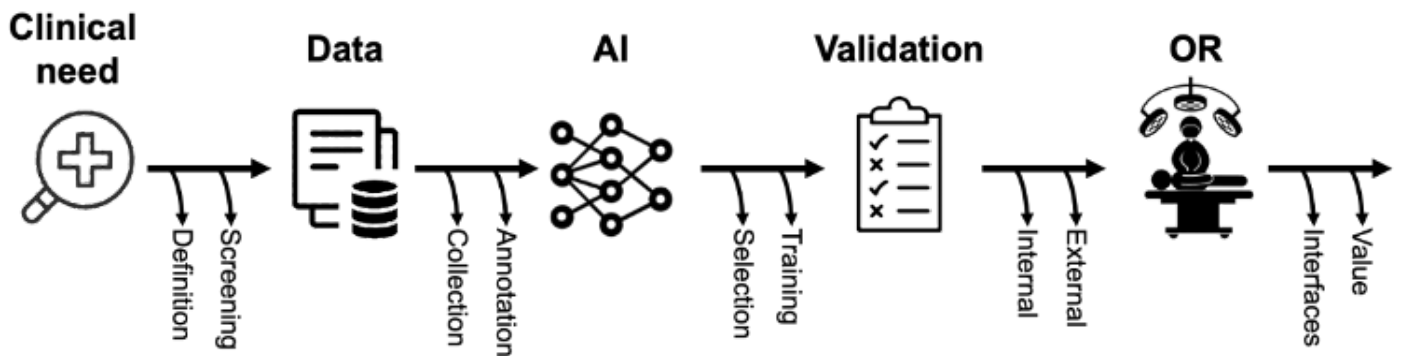 Clinical
need
Data
AI
Validation
OR
Definition
Screening
Collection
Annotation
Selection
Training
Internal
External
Interfaces
Value